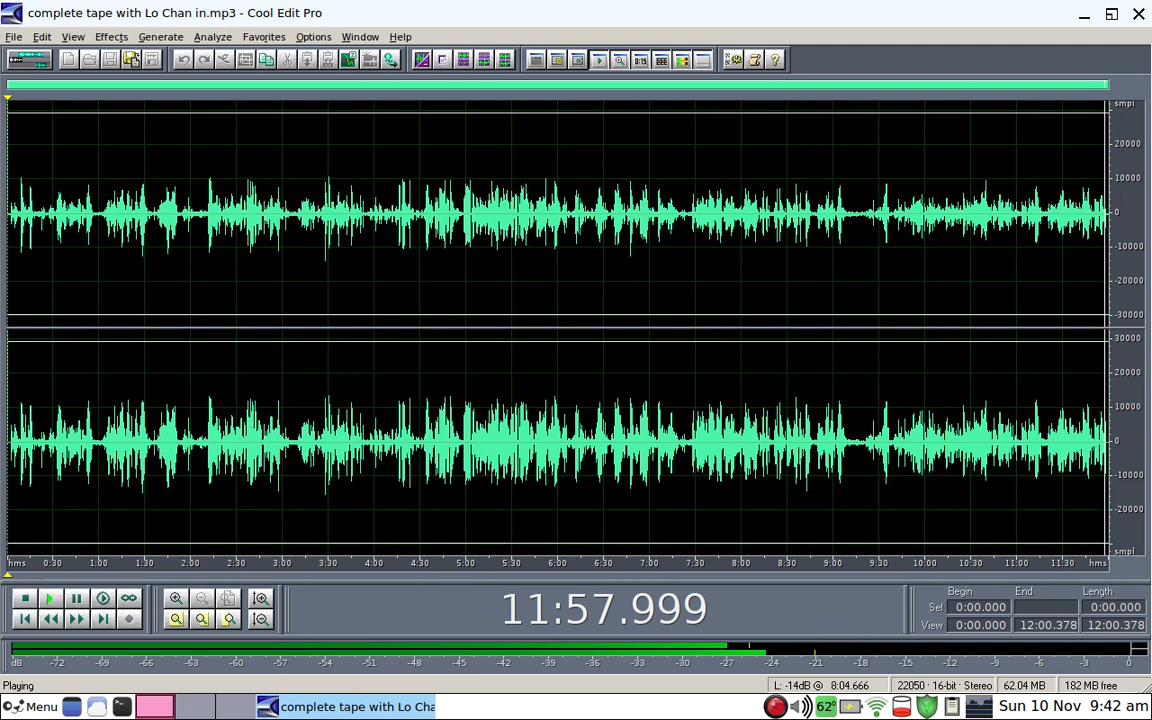 complete tape with Lo Chan in.mp3 - Cool Edit Pro
File Edit View Effects Generate Analyze Favorites Options Window Help
smpl
20000
10000
0
-10000
-20000
-30000
30000
20000
10000
0
-10000
-20000
smpl
hms 0:30 1:00 1:30 2:00 2:30 3:00 3:30 4:00 4:30 5:00 5:30 6:00 6:30 7:00 7:30 8:00 8:30 9:00 9:30 10:00 10:30 11:00 11:30 hms
11:57.999
Begin End Length
Sel 0:00.000 0:00.000
View 0:00.000 12:00.378 12:00.378
dB -72 -69 -66 -63 -60 -57 -54 -51 -48 -45 -42 -39 -36 -33 -30 -27 -24 -21 -18 -15 -12 -9 -6 -3 0
Playing L: -14dB @ 8:04.666 22050 · 16-bit · Stereo 62.04 MB 182 MB free
Menu complete tape with Lo Cha 62° Sun 10 Nov 9:42 am